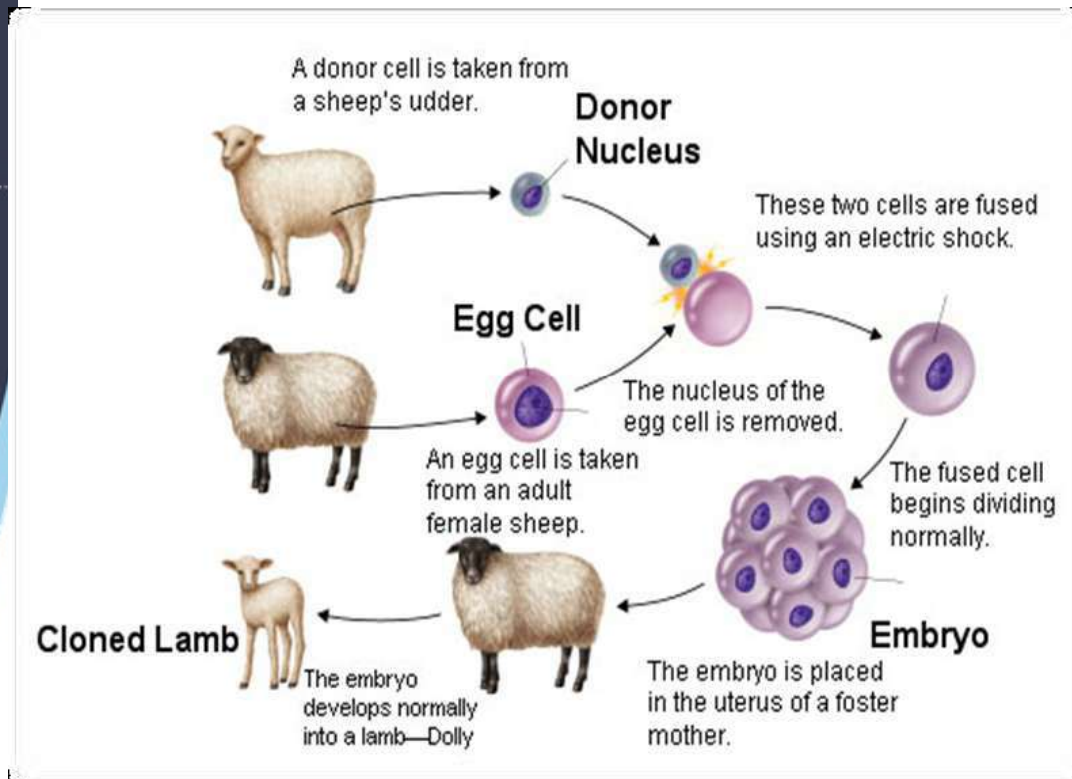 A donor cell is taken from
a sheep's udder.
Donor
Nucleus
These two cells are fused
using an electric shock.
Egg Cell
The nucleus of the
egg cell is removed.
An egg cell is taken
from an adult
female sheep.
The fused cell
begins dividing
normally.
Embryo
The embryo is placed
in the uterus of a foster
mother.
Cloned Lamb
The embryo
develops normally
into a lamb—Dolly